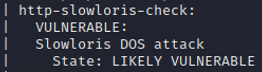 | http-slowloris-check:
|   VULNERABLE:
|   Slowloris DOS attack
|     State: LIKELY VULNERABLE